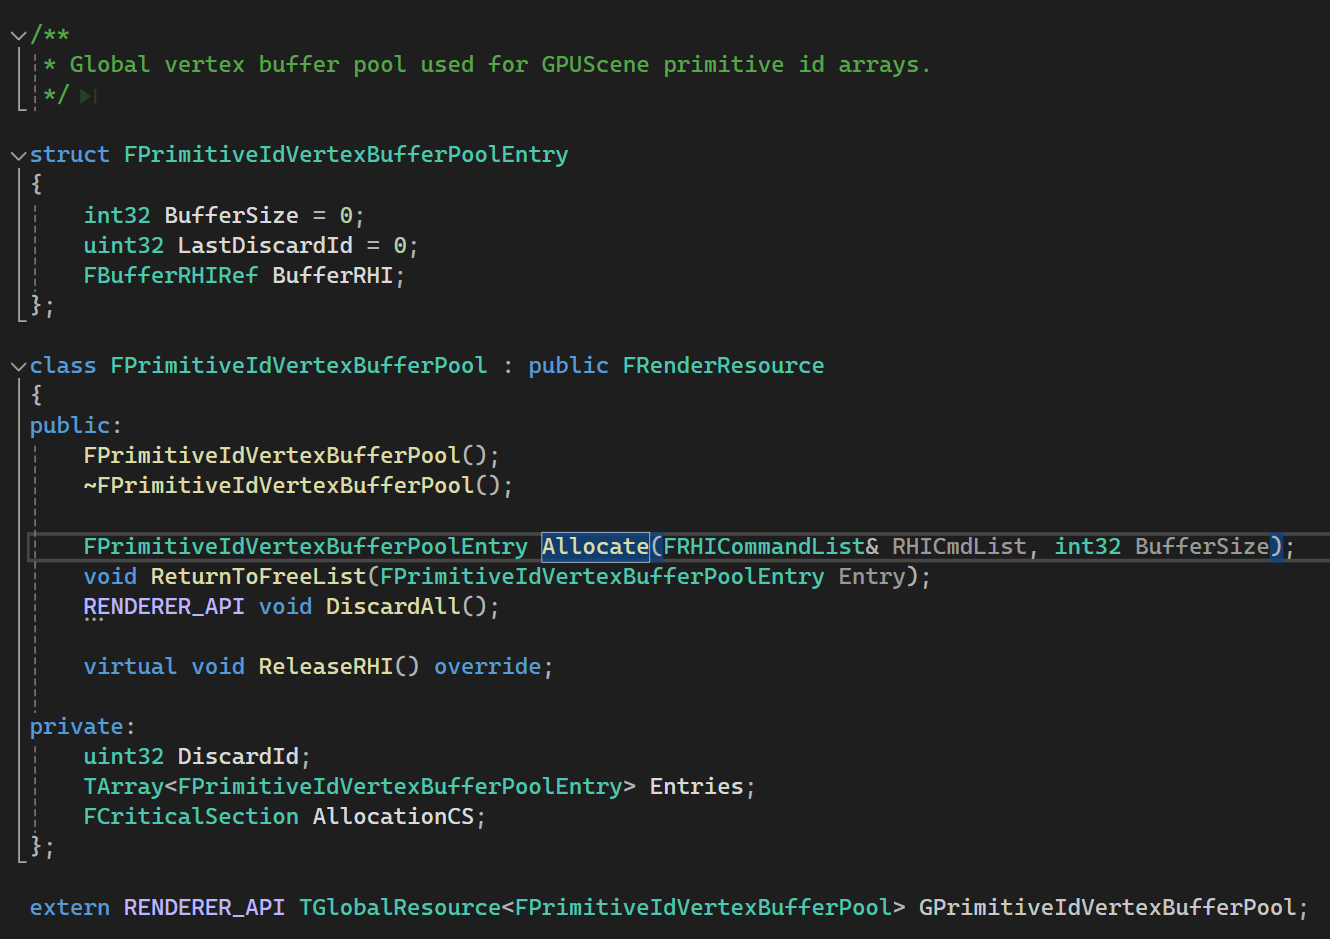 /**
* Global vertex buffer pool used for GPUScene primitive id arrays.
*/
struct FPrimitiveIdVertexBufferPoolEntry
{
int32 BufferSize = 0;
uint32 LastDiscardId = 0;
FBufferRHIRef BufferRHI;
};
class FPrimitiveIdVertexBufferPool : public FRenderResource
{
public:
FPrimitiveIdVertexBufferPool();
~FPrimitiveIdVertexBufferPool();
FPrimitiveIdVertexBufferPoolEntry Allocate(FRHICommandList& RHICmdList, int32 BufferSize);
void ReturnToFreeList(FPrimitiveIdVertexBufferPoolEntry Entry);
RENDERER_API void DiscardAll();
virtual void ReleaseRHI() override;
private:
uint32 DiscardId;
TArray<FPrimitiveIdVertexBufferPoolEntry> Entries;
FCriticalSection AllocationCS;
};
extern RENDERER_API TGlobalResource<FPrimitiveIdVertexBufferPool> GPrimitiveIdVertexBufferPool;